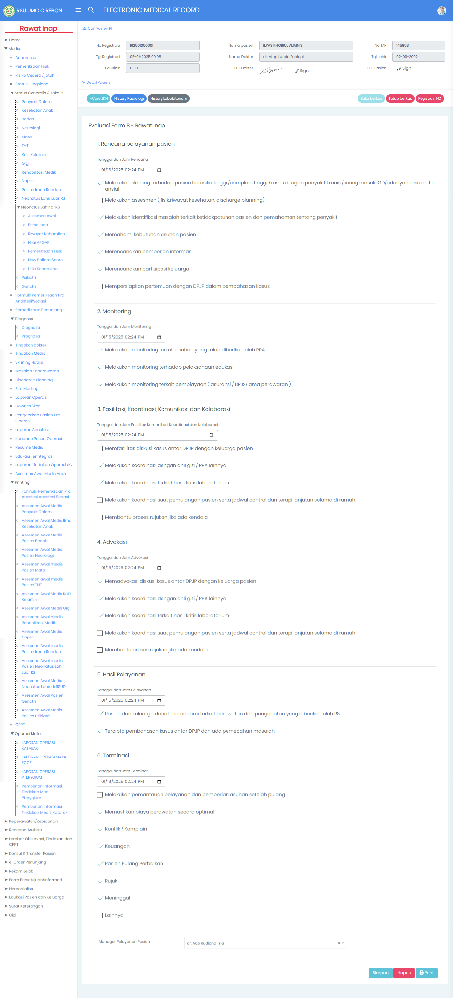 RSU UMC CIREBON
ELECTRONIC MEDICAL RECORD
Rawat Inap
Home
Medis
Anamnesa
Pemeriksaan Fisik
Risiko Cedera / jatuh
Status Fungsional
Status Generalis & Lokalis
Penyakit Dalam
Kesehatan Anak
Bedah
Neurologi
Mata
THT
Kulit Kelamin
Gigi
Rehabilitasi Medik
Napza
Pasien Imun Rendah
Neonatus Lahir Luar RS
Neonatus Lahir di RS
Asesmen Awal
Persalinan
Riwayat Kehamilan
Nilai APGAR
Pemeriksaan Fisik
New Ballard Score
Usia Kehamilan
Psikiatri
Geriatri
Formulir Pemeriksaan Pra
Anastesi/Sedasi
Pemeriksaan Penunjang
Diagnosa
Diagnosa
Prognosa
Tindakan dokter
Tindakan Medis
Skrining Nutrisi
Masalah Keperawatan
Discharge Planning
Site Marking
Laporan Operasi
Downes Skor
Pengecekan Pasien Pre
Operasi
Laporan Anastesi
Keadaan Pasca Operasi
Resume Medis
Edukasi Terintegrasi
Laporan Tindakan Operasi SC
Asesmen Awal Medis Anak
Printing
Formulir Pemeriksaan Pra
Anestesi Anestesi Sedasi
Asesmen Awal Medis
Penyakit Dalam
Asesmen Awal Medis Ilmu
Kesehatan Anak
Asesmen Awal Medis
Pasien Bedah
Asesmen Awal Medis
Pasien Neurologi
Asesmen Awal medis
Pasien Mata
Asesmen awal medis
Pasien THT
Asesmen Awal Medis Kulit
Kelamin
Asesmen Awal Medis Gigi
Asesmen Awal medis
Rehabilitasi Medik
Asesmen Awal Medis
Napza
Asesmen Awal medis
Pasien Imun Rendah
Asesmen Awal medis
Pasien Neonatus Lahir
Luar RS
Asesmen Awal Medis
Neonatus Lahir di RSUD
Asesmen Awal Pasien
Geriatri
Asesmen Awal Medis
Pasien Psikiatri
CPPT
Operasi Mata
LAPORAN OPERASI
KATARAK
LAPORAN OPERASI MATA
ECCE
LAPORAN OPERASI
PTERYGIUM
Pemberian Informasi
Tindakan Medis
Pterygium
Pemberian Informasi
Tindakan Medis Katarak
Keperawatan/Kebidanan
Rencana Asuhan
Lembar Observasi, Tindakan dan
CPPT
Konsul & Transfer Pasien
e-Order Penunjang
Rekam Jejak
Form Persetujuan/Informed
Hemodialisa
Edukasi Pasien dan Keluarga
Surat Keterangan
Gizi
Cari Pasien RI
No Registrasi RI2501050001 Nama pasien ILYAS KHOIRUL ALIMNIS No. MR 145953
Tgl Registrasi 05-01-2025 00:08 Nama Dokter dr. Atep Lutpia Pahlepi Tgl Lahir 02-09-2002
Poliklinik HCU TTD Dokter Sign TTD Pasien Sign
Detail Pasien
I-Care JKN History Radiologi History Labolatorium Buka berkas Tutup berkas Registrasi HD
Evaluasi Form B - Rawat Inap
1. Rencana pelayanan pasien
Tanggal dan Jam Rencana
01/16/2025 02:24 PM
Melakukan skrining terhadap pasien beresiko tinggi /complain tinggi /kasus dengan penyakit kronis /sering masuk IGD/adanya masalah fin
ansial
Melakukan assesmen ( fisik,riwayat kesehatan, discharge planning)
Melakukan identifikasi masalah terkait ketidakpatuhan pasien dan pemahaman tentang penyakit
Memahami kebutuhan asuhan pasien
Merencanakan pemberian informasi
Merencanakan partisipasi keluarga
Mempersiapkan pertemuan dengan DPJP dalam pembahasan kasus
2. Monitoring
Tanggal dan Jam Monitoring
01/15/2025 02:24 PM
Melakukan monitoring terkait asuhan yang telah diberikan oleh PPA
Melakukan monitoring terhadap pelaksanaan edukasi
Melakukan monitoring terkait pembiayaan ( asuransi / BPJS/lama perawatan )
3. Fasilitasi, Koordinasi, Komunikasi dan Kolaborasi
Tanggal dan Jam Fasilitas Komunikasi Koordinasi dan Kolaborasi
01/15/2025 02:24 PM
Memfasilitas diskusi kasus antar DPJP dengan keluarga pasien
Melakukan koordinasi dengan ahli gizi / PPA lainnya
Melakukan koordinasi terkait hasil kritis laboratorium
Melakukan koordinasi saat pemulangan pasien serta jadwal control dan terapi lanjutan selama di rumah
Membantu proses rujukan jika ada kendala
4. Advokasi
Tanggal dan Jam Advokasi
01/15/2025 02:24 PM
Memadvokasi diskusi kasus antar DPJP dengan keluarga pasien
Melakukan koordinasi dengan ahli gizi / PPA lainnya
Melakukan koordinasi terkait hasil kritis laboratorium
Melakukan koordinasi saat pemulangan pasien serta jadwal control dan terapi lanjutan selama di rumah
Membantu proses rujukan jika ada kendala
5. Hasil Pelayanan
Tanggal dan Jam Pelayanan
01/15/2025 02:24 PM
Pasien dan keluarga dapat memahami terkait perawatan dan pengobatan yang diberikan oleh RS
Tercipta pembahasan kasus antar DPJP dan ada pemecahan masalah
6. Terminasi
Tanggal dan Jam Terminasi
01/16/2025 02:24 PM
Melakukan pemantauan pelayanan dan pemberian asuhan setelah pulang
Memastikan biaya perawatan secara optimal
Konflik / Komplain
Keuangan
Pasien Pulang Perbaikan
Rujuk
Meninggal
Lainnya
Manager Pelayanan Pasien : dr. Ade Rudiono Tria ×
Simpan Hapus Print